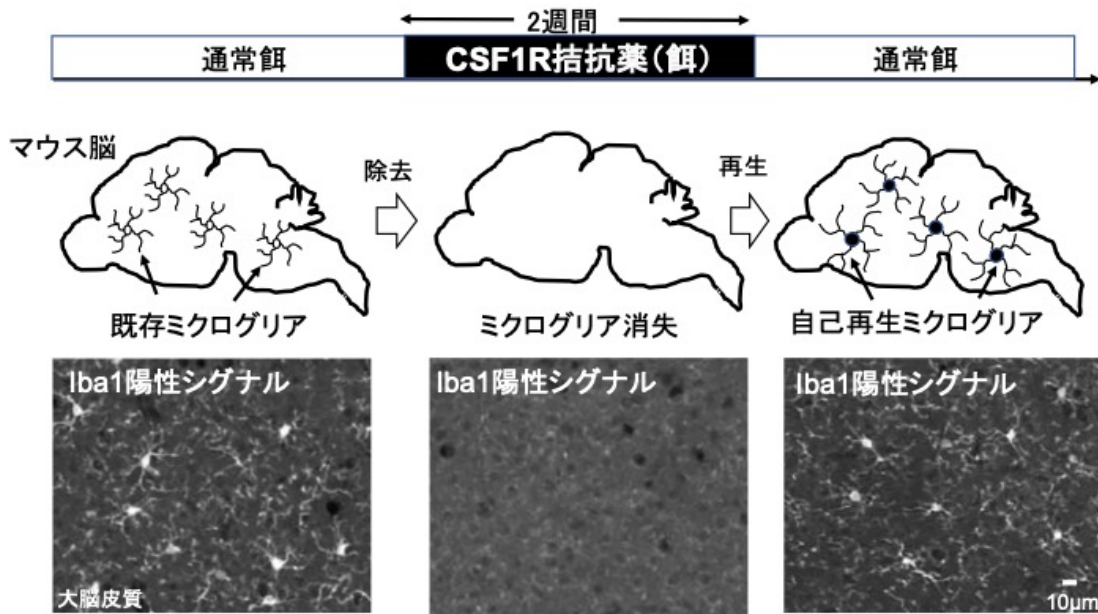 2週間
通常餌
CSF1R拮抗薬(餌)
通常餌
マウス脳
除去
再生
既存ミクログリア
ミクログリア消失
自己再生ミクログリア
Iba1陽性シグナル
Iba1陽性シグナル
Iba1陽性シグナル
大脳皮質
10μm